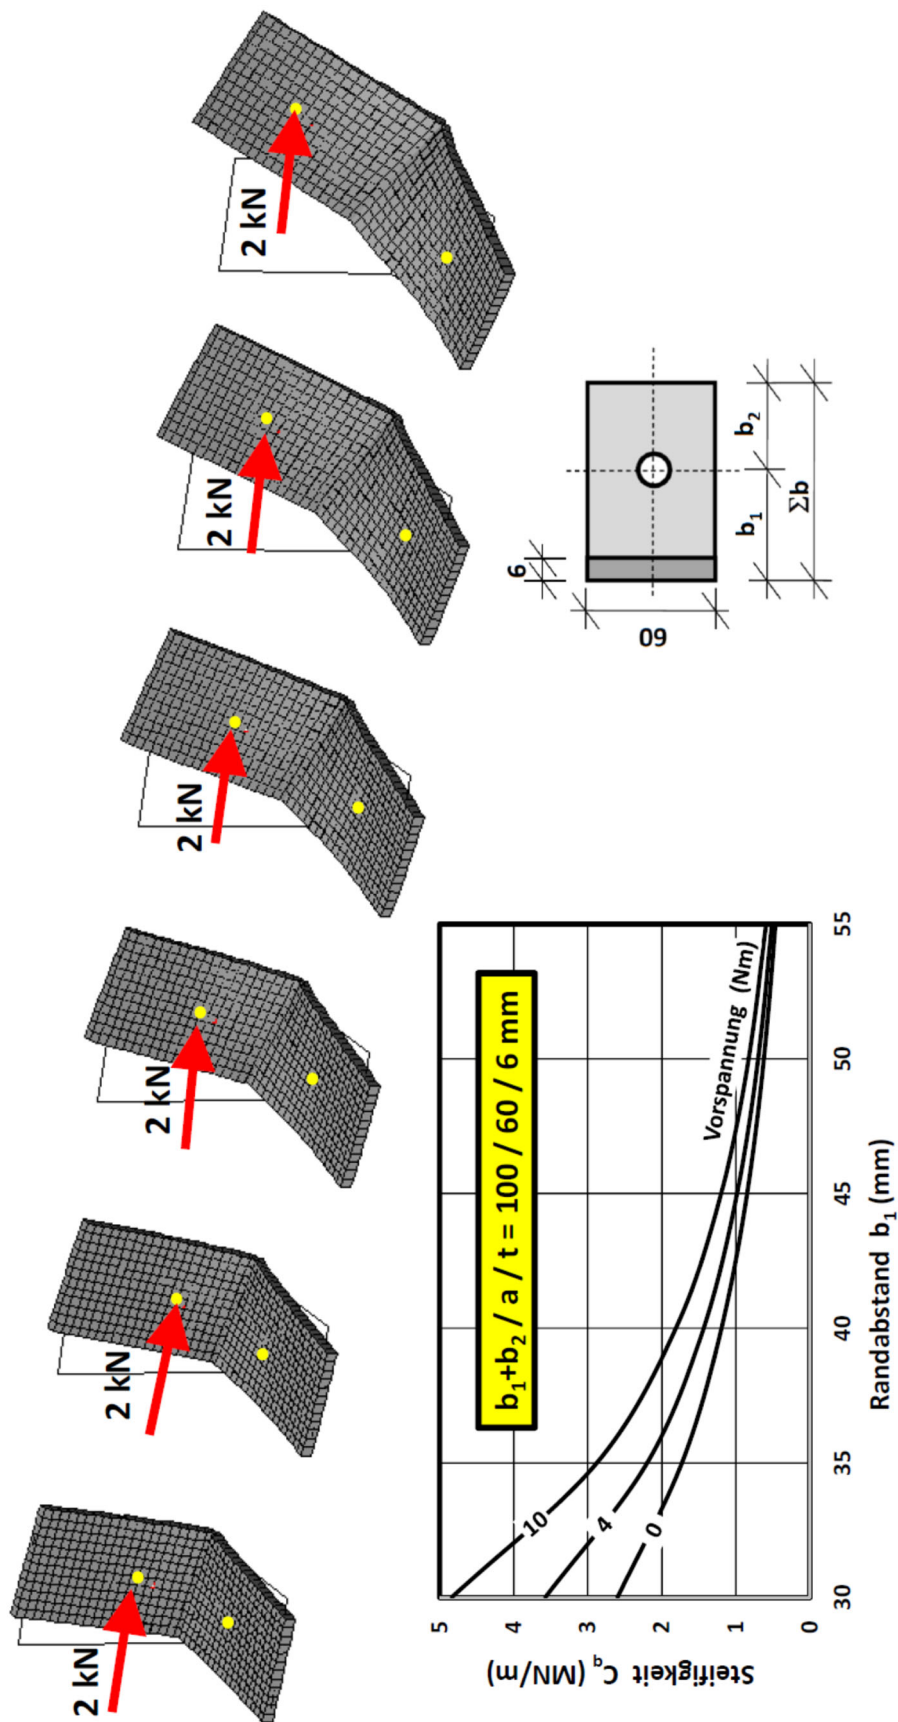 2 kN
2 kN
2 kN
2 kN
2 kN
2 kN
Steifigkeit C_q (MN/m)
5
4
3
2
1
0
b₁+b₂ / a / t = 100 / 60 / 6 mm
Vorspannung (Nm)
10
4
0
30
35
40
45
50
55
Randabstand b₁ (mm)
6
60
b₁
b₂
Σb